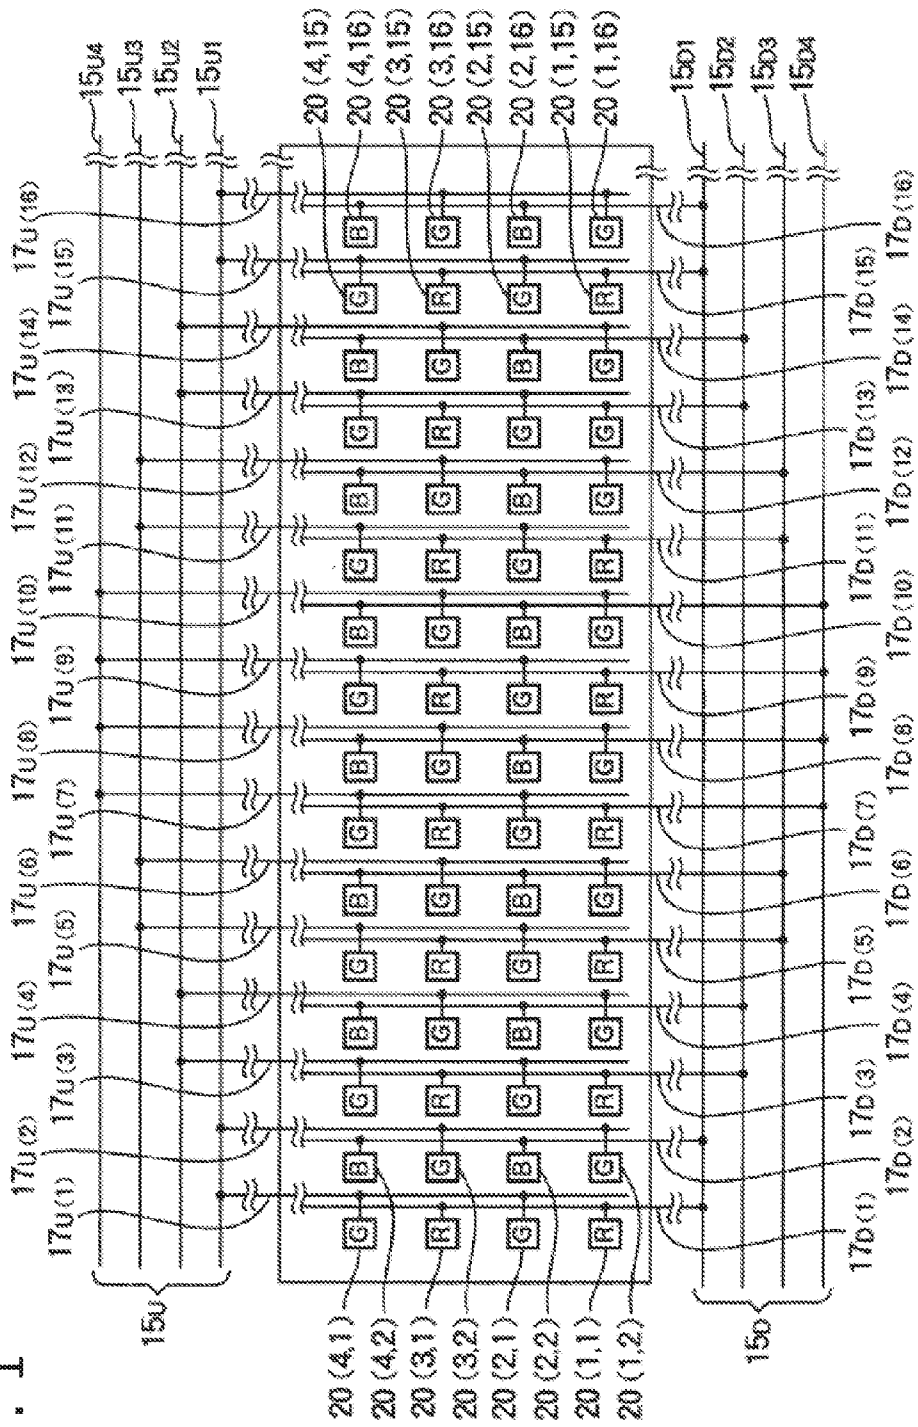 17U(2) 17U(4) 17U(6) 17U(8) 17U(10) 17U(12) 17U(14) 17U(16)
17U(1) 17U(3) 17U(5) 17U(7) 17U(9) 17U(11) 17U(13) 17U(15)
15U4
15U3
15U2
15U1
15U
20(4,15)
20(4,16)
20(3,15)
20(3,16)
20(2,15)
20(2,16)
20(1,15)
20(1,16)
G B G B G B G B G B G B G B G B
R G R G R G R G R G R G R G R G
G B G B G B G B G B G B G B G B
R G R G R G R G R G R G G G R G
20(4,1)
20(4,2)
20(3,1)
20(3,2)
20(2,1)
20(2,2)
20(1,1)
20(1,2)
15D1
15D2
15D3
15D4
15D
17D(1) 17D(3) 17D(5) 17D(7) 17D(9) 17D(11) 17D(13) 17D(15)
17D(2) 17D(4) 17D(6) 17D(8) 17D(10) 17D(12) 17D(14) 17D(16)